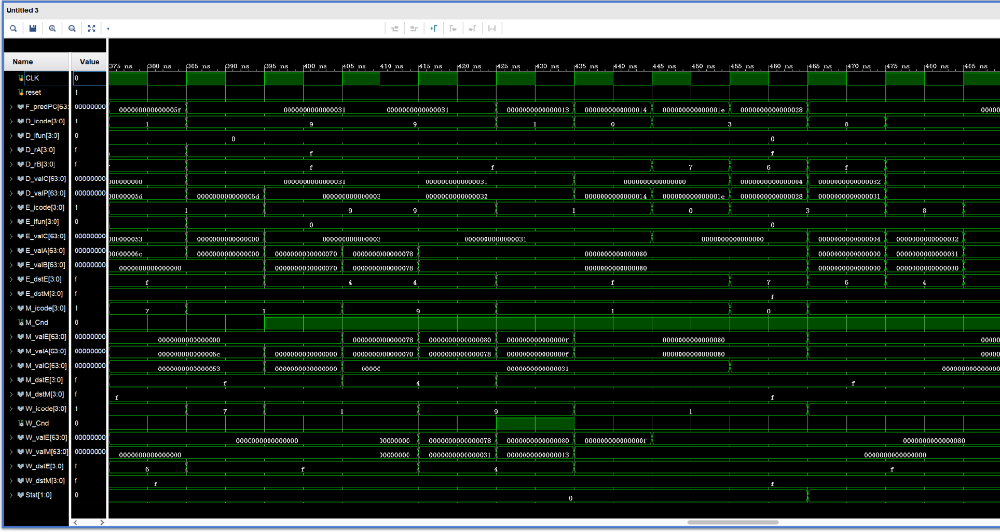 Untitled 3
Name Value 375 ns 380 ns 385 ns 390 ns 395 ns 400 ns 405 ns 410 ns 415 ns 420 ns 425 ns 430 ns 435 ns 440 ns 445 ns 450 ns 455 ns 460 ns 465 ns 470 ns 475 ns 480 ns 485 ns
CLK 0
reset 1
F_predPC[63: 00000000 000000000000005f 0000000000000031 0000000000000031 0000000000000013 0000000000000014 000000000000001e 0000000000000028 00000
D_icode[3:0] 1 1 9 9 1 0 3 8
D_ifun[3:0] 0 0 0
D_rA[3:0] f f f
D_rB[3:0] f f f 7 6 f
D_valC[63:0] 00000000 000000000 0000000000000031 0000000000000031 0000000000000000 0000000000000004 0000000000000032
D_valP[63:0] 00000000 00000005d 000000000000006d 000000000000003 0000000000000032 0000000000000014 000000000000001e 0000000000000028 0000000000000031
E_icode[3:0] 1 1 9 9 1 0 3 8
E_ifun[3:0] 0 0 0
E_valC[63:0] 00000000 000000053 0000000000000000 000000000000003 0000000000000031 0000000000000000 0000000000000004 0000000000000032
E_valA[63:0] 00000000 00000006c 0000000000000000 0000000000000070 0000000000000078 0000000000000080 0000000000000000 0000000000000031
E_valB[63:0] 00000000 0000000000000000 0000000000000070 0000000000000078 0000000000000080 0000000000000000 0000000000000080
E_dstE[3:0] f f 4 4 f 7 6 4
E_dstM[3:0] f f
M_icode[3:0] 1 7 1 9 1 0
M_Cnd 0
M_valE[63:0] 00000000 0000000000000000 0000000000000078 0000000000000080 000000000000000f 0000000000000080 00000
M_valA[63:0] 00000000 000000000000006c 0000000000000000 0000000000000070 0000000000000078 000000000000000f 0000000000000080 00000
M_valC[63:0] 00000000 0000000000000053 0000000000000000 00000 0000000000000031 000000000000000
M_dstE[3:0] f f 4 f
M_dstM[3:0] f f f
W_icode[3:0] 1 7 1 9 1
W_Cnd 0
W_valE[63:0] 00000000 0000000000000000 00000000 0000000000000078 0000000000000080 000000000000000f 0000000000000080
W_valM[63:0] 00000000 0000000000000000 00000000 0000000000000031 0000000000000013 0000000000000000
W_dstE[3:0] f 6 f 4 f
W_dstM[3:0] f f f
Stat[1:0] 0 0